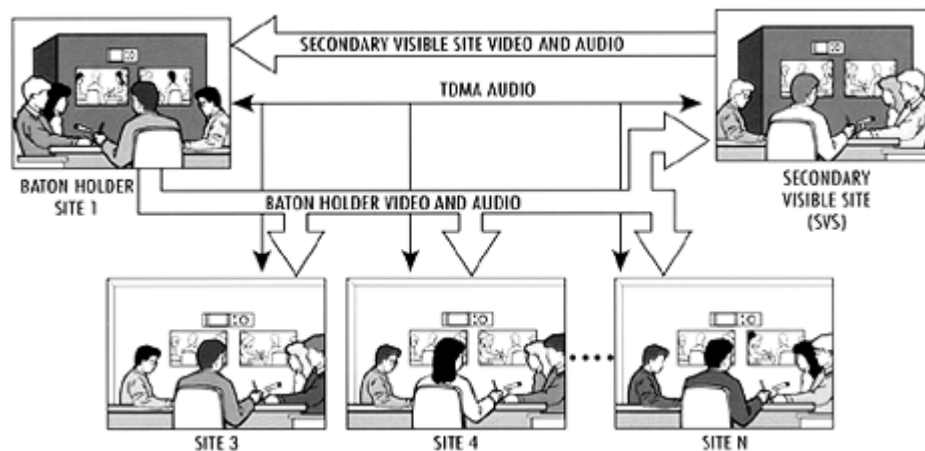 SECONDARY VISIBLE SITE VIDEO AND AUDIO
TDMA AUDIO
BATON HOLDER
SITE 1
SECONDARY
VISIBLE SITE
(SVS)
BATON HOLDER VIDEO AND AUDIO
SITE 3
SITE 4
SITE N